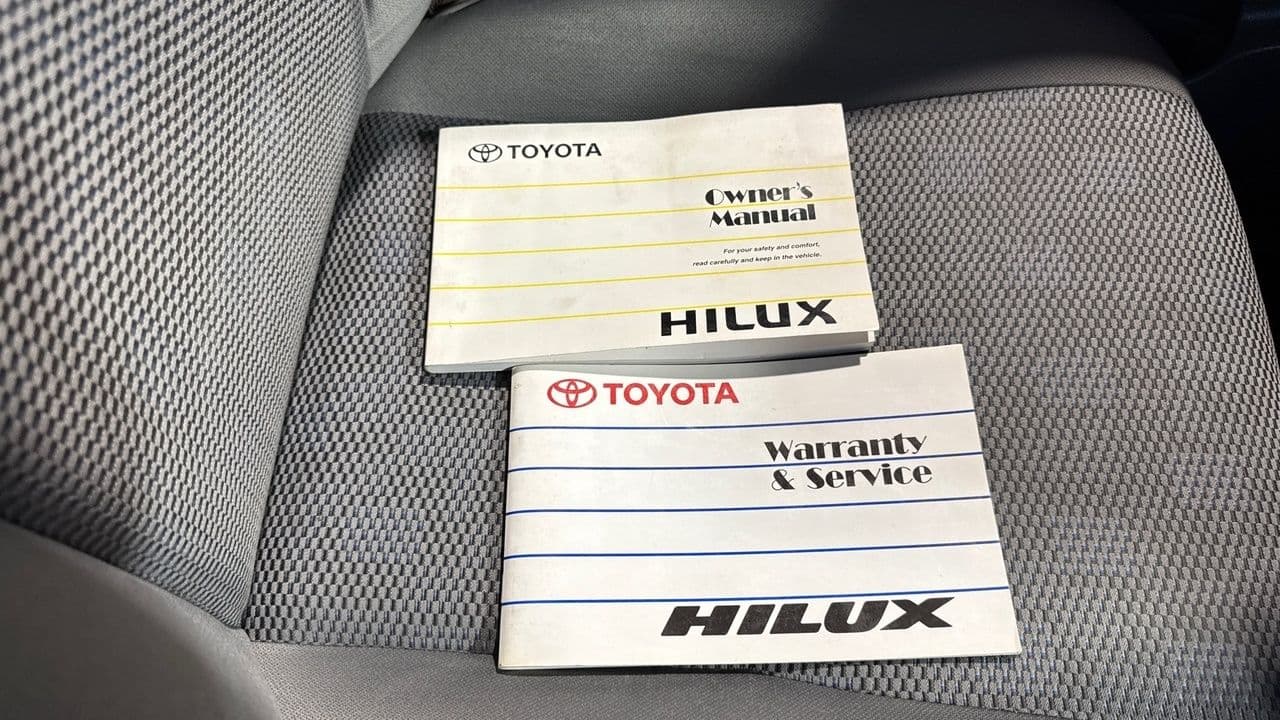 TOYOTA
Owner's
Manual
For your safety and comfort,
read carefully and keep in the vehicle.
HILUX
TOYOTA
Warranty
& Service
HILUX